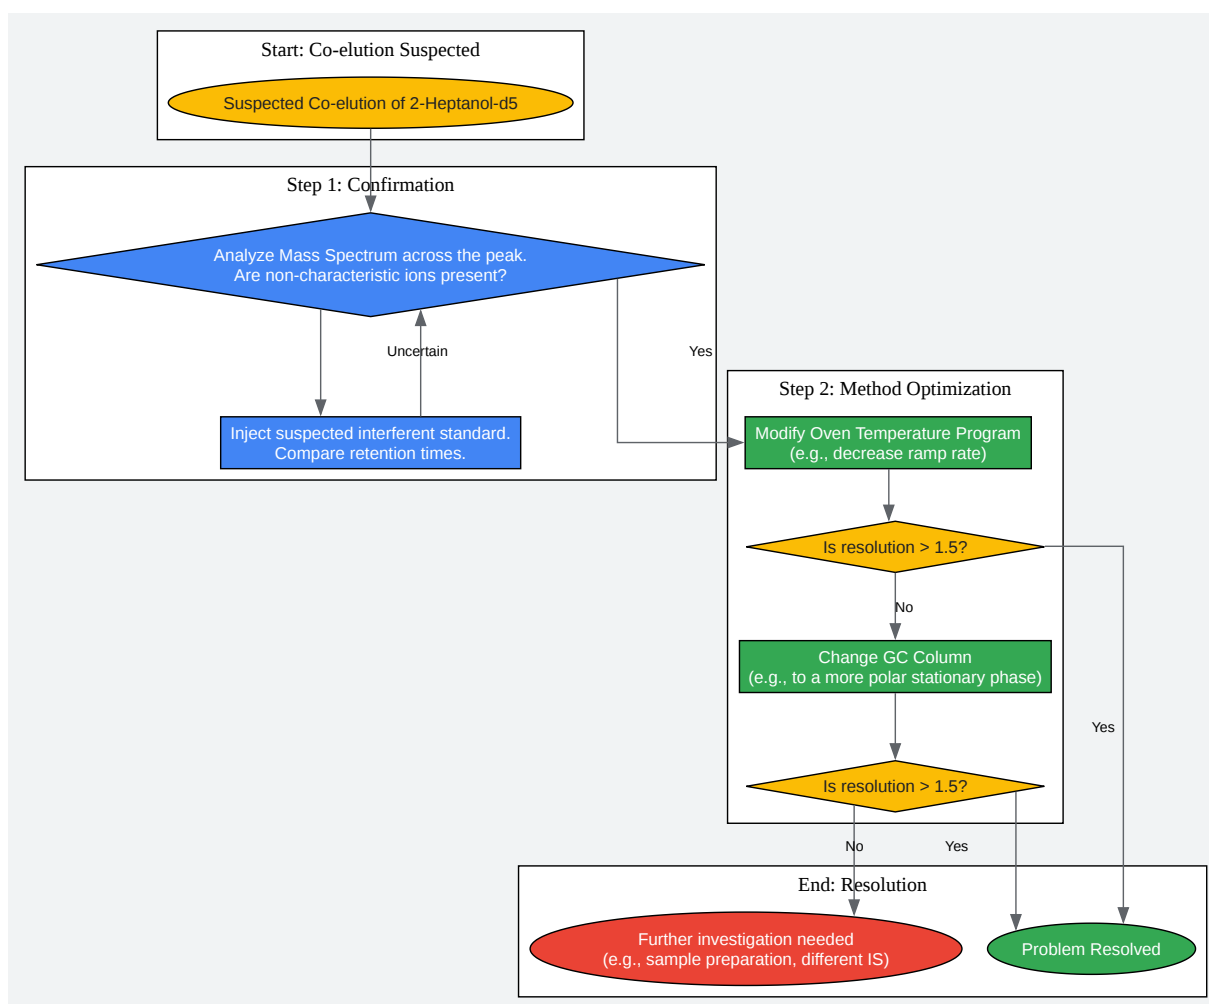 Start: Co-elution Suspected
Suspected Co-elution of 2-Heptanol-d5
Step 1: Confirmation
Analyze Mass Spectrum across the peak.
Are non-characteristic ions present?
Uncertain
Yes
Inject suspected interferent standard.
Compare retention times.
Step 2: Method Optimization
Modify Oven Temperature Program
(e.g., decrease ramp rate)
Is resolution > 1.5?
No
Change GC Column
(e.g., to a more polar stationary phase)
Yes
Is resolution > 1.5?
No
Yes
End: Resolution
Further investigation needed
(e.g., sample preparation, different IS)
Problem Resolved